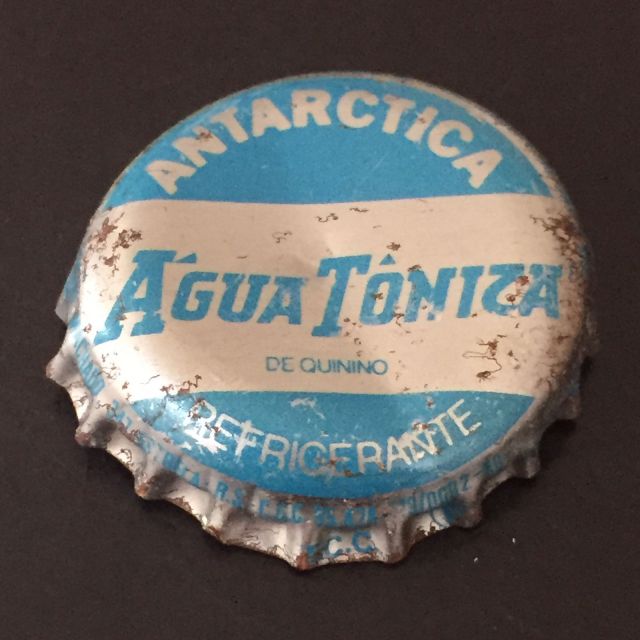 ANTARCTICA
ÁGUA TÔNICA
DE QUININO
REFRIGERANTE